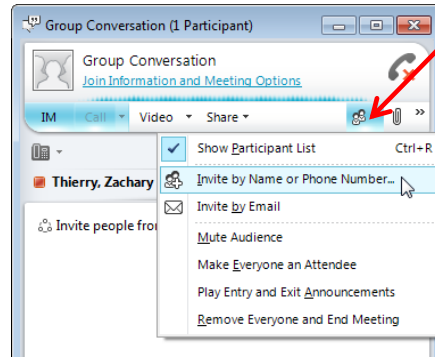 Group Conversation (1 Participant)
Group Conversation
Join Information and Meeting Options
IM Call Video Share
Show Participant List Ctrl+R
Thierry, Zachary
Invite by Name or Phone Number...
Invite by Email
Invite people
Mute Audience
Make Everyone an Attendee
Play Entry and Exit Announcements
Remove Everyone and End Meeting